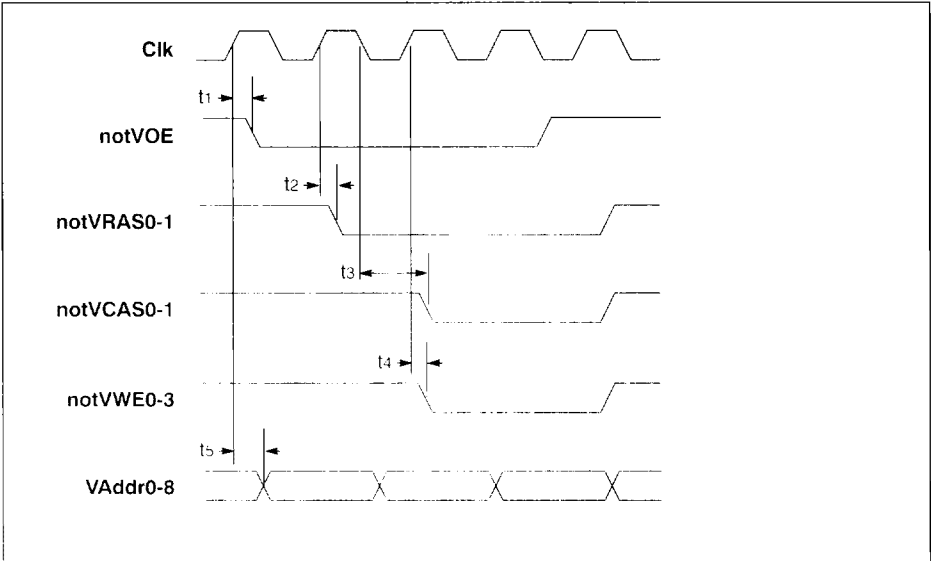 Clk
t1
notVOE
t2
notVRAS0-1
t3
notVCAS0-1
t4
notVWE0-3
t5
VAddr0-8